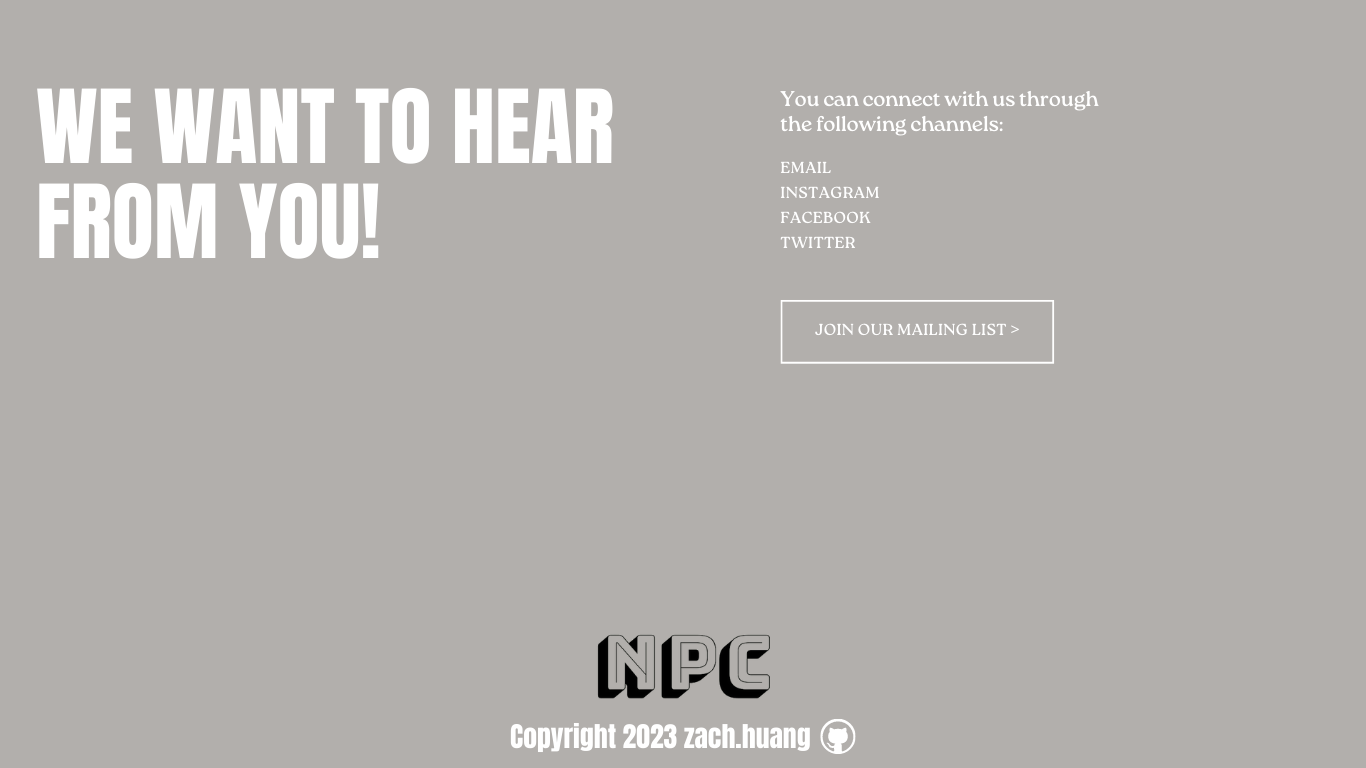 WE WANT TO HEAR
FROM YOU!
You can connect with us through
the following channels:
EMAIL
INSTAGRAM
FACEBOOK
TWITTER
JOIN OUR MAILING LIST >
NPC
Copyright 2023 zach.huang